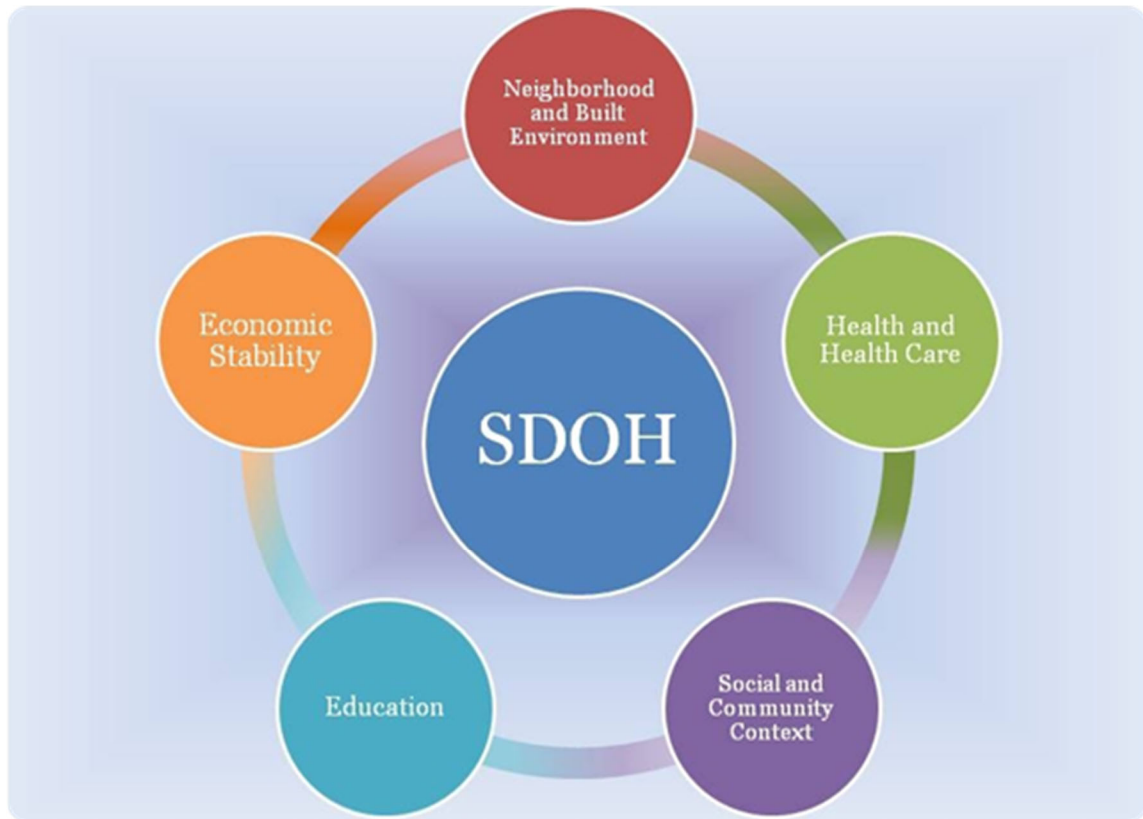 Neighborhood
and Built
Environment
Economic
Stability
Health and
Health Care
SDOH
Education
Social and
Community
Context